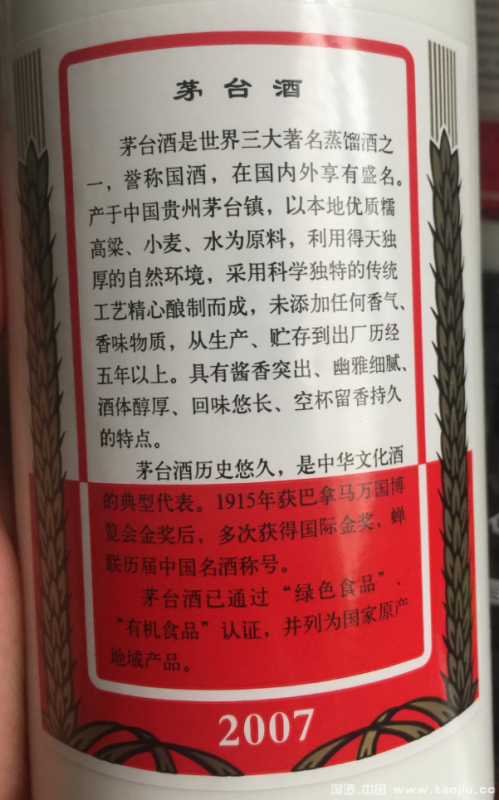 茅台酒
茅台酒是世界三大著名蒸馏酒之
一，誉称国酒，在国内外享有盛名。
产于中国贵州茅台镇，以本地优质糯
高粱、小麦、水为原料，利用得天独
厚的自然环境，采用科学独特的传统
工艺精心酿制而成，未添加任何香气、
香味物质，从生产、贮存到出厂历经
五年以上。具有酱香突出、幽雅细腻、
酒体醇厚、回味悠长、空杯留香持久
的特点。
茅台酒历史悠久，是中华文化酒
的典型代表。1915年获巴拿马万国博
览会金奖后，多次获得国际金奖，蝉
联历届中国名酒称号。
茅台酒已通过“绿色食品”、
“有机食品”认证，并列为国家原产
地域产品。
2007
淘酒.中国 www.taojiu.co